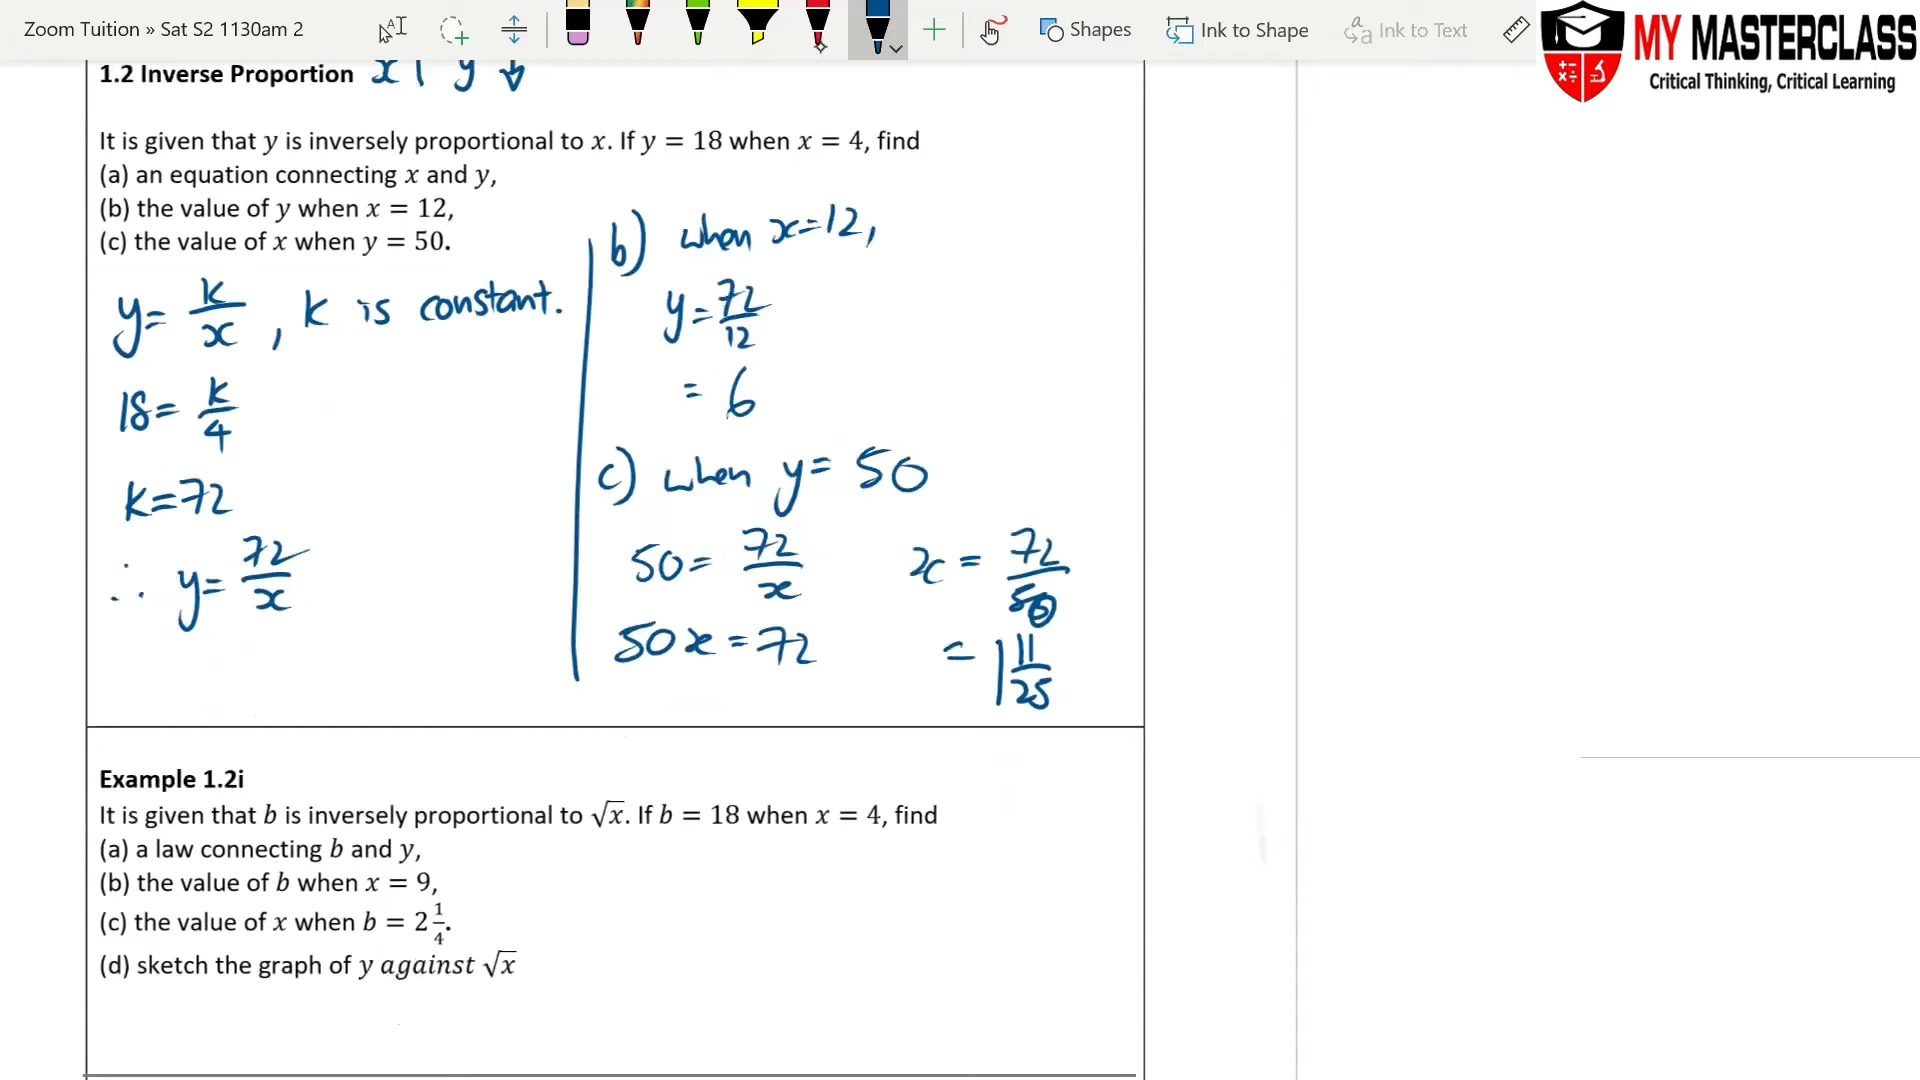 Zoom Tuition » Sat S2 1130am 2
Shapes
Ink to Shape
Ink to Text
MY MASTERCLASS
Critical Thinking, Critical Learning
1.2 Inverse Proportion x ↑ y ↓
It is given that y is inversely proportional to x. If y = 18 when x = 4, find
(a) an equation connecting x and y,
(b) the value of y when x = 12,
(c) the value of x when y = 50.
y = k/x, k is constant.
18 = k/4
k = 72
∴ y = 72/x
b) when x = 12,
y = 72/12
= 6
c) when y = 50
50 = 72/x
50x = 72
x = 72/50
= 1 11/25
Example 1.2i
It is given that b is inversely proportional to √x. If b = 18 when x = 4, find
(a) a law connecting b and y,
(b) the value of b when x = 9,
(c) the value of x when b = 2 1/4.
(d) sketch the graph of y against √x